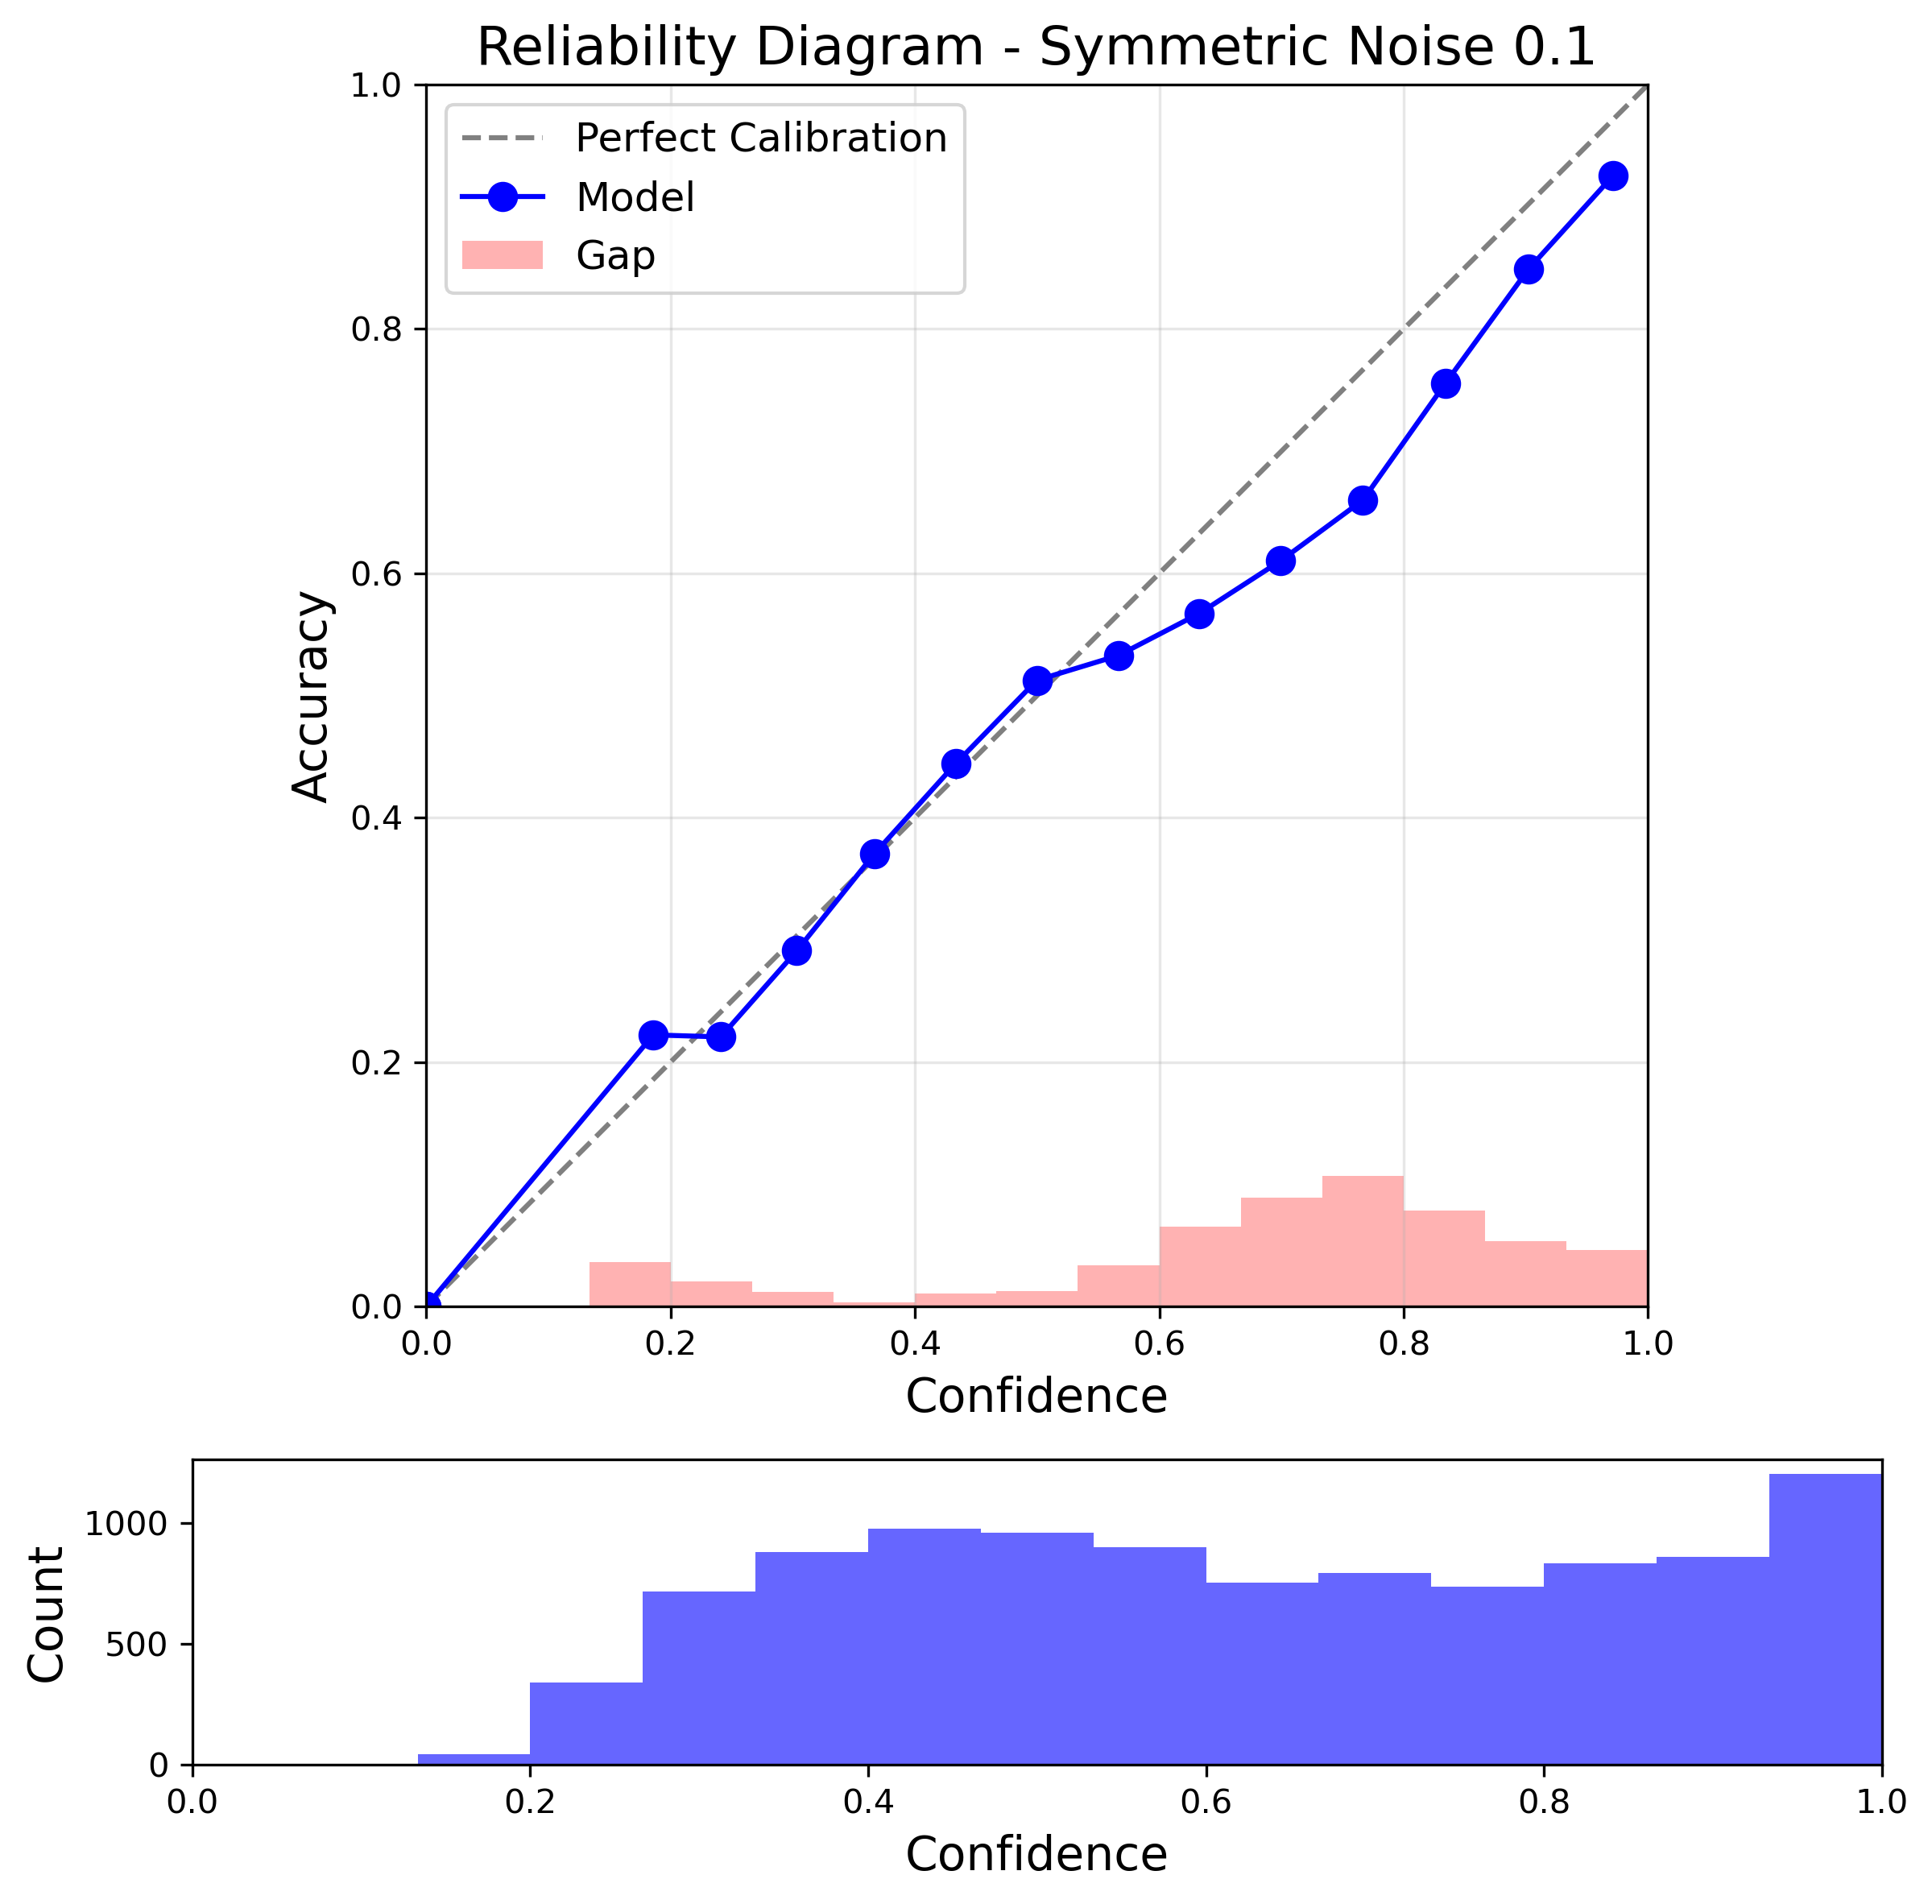 Reliability Diagram - Symmetric Noise 0.1
Perfect Calibration
Model
Gap
1.0
0.8
0.6
0.4
0.2
0.0
Accuracy
0.0 0.2 0.4 0.6 0.8 1.0
Confidence
1000
500
0
Count
0.0 0.2 0.4 0.6 0.8 1.0
Confidence